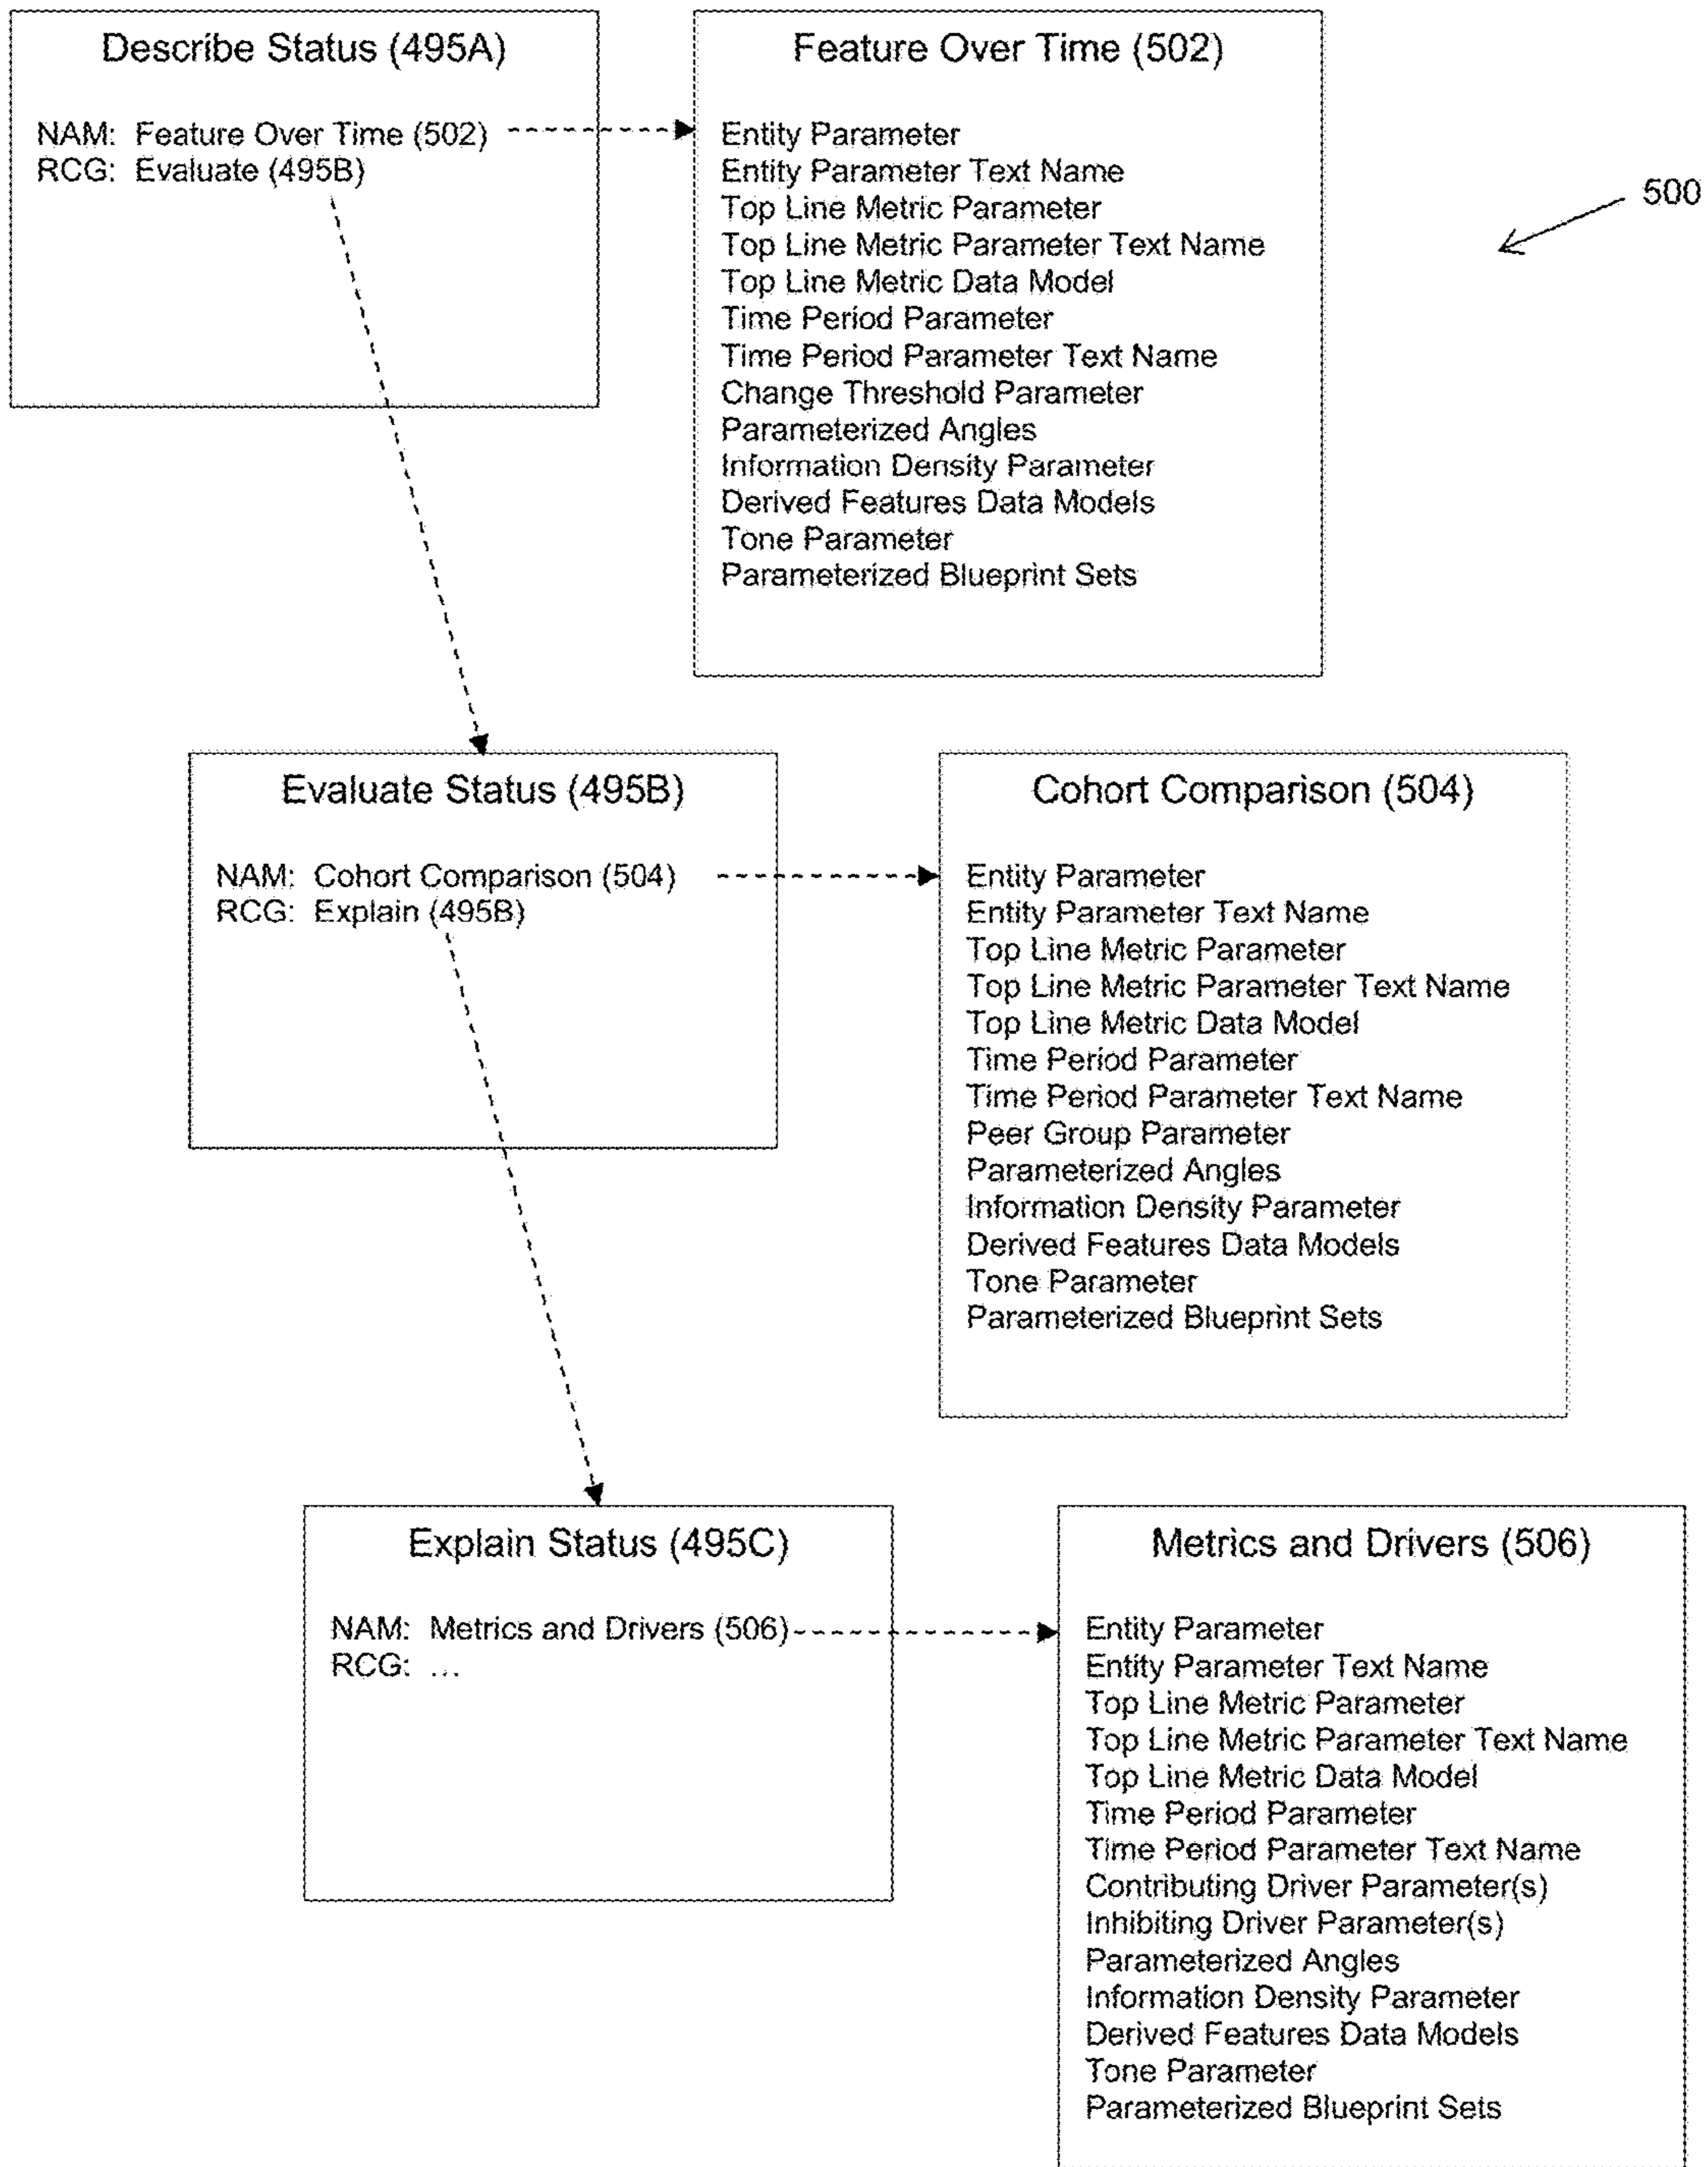 Describe Status (495A)
NAM: Feature Over Time (502)
RCG: Evaluate (495B)
Feature Over Time (502)
Entity Parameter
Entity Parameter Text Name
Top Line Metric Parameter
Top Line Metric Parameter Text Name
Top Line Metric Data Model
Time Period Parameter
Time Period Parameter Text Name
Change Threshold Parameter
Parameterized Angles
Information Density Parameter
Derived Features Data Models
Tone Parameter
Parameterized Blueprint Sets
500
Evaluate Status (495B)
NAM: Cohort Comparison (504)
RCG: Explain (495B)
Cohort Comparison (504)
Entity Parameter
Entity Parameter Text Name
Top Line Metric Parameter
Top Line Metric Parameter Text Name
Top Line Metric Data Model
Time Period Parameter
Time Period Parameter Text Name
Peer Group Parameter
Parameterized Angles
Information Density Parameter
Derived Features Data Models
Tone Parameter
Parameterized Blueprint Sets
Explain Status (495C)
NAM: Metrics and Drivers (506)
RCG: ...
Metrics and Drivers (506)
Entity Parameter
Entity Parameter Text Name
Top Line Metric Parameter
Top Line Metric Parameter Text Name
Top Line Metric Data Model
Time Period Parameter
Time Period Parameter Text Name
Contributing Driver Parameter(s)
Inhibiting Driver Parameter(s)
Parameterized Angles
Information Density Parameter
Derived Features Data Models
Tone Parameter
Parameterized Blueprint Sets